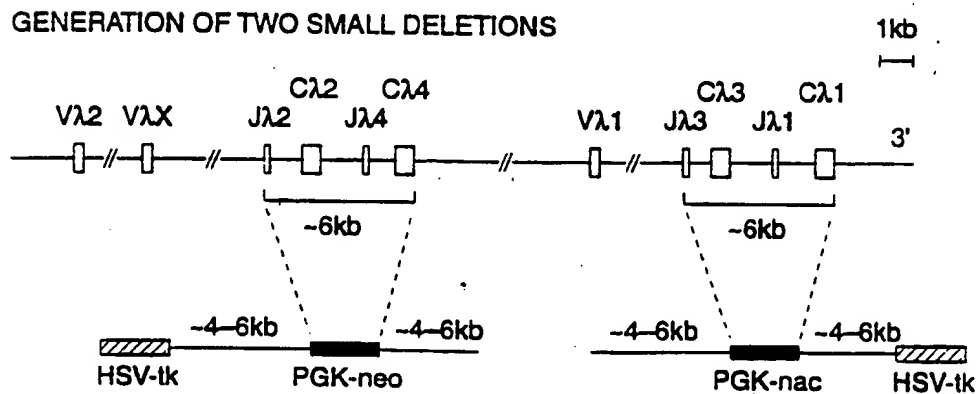 GENERATION OF TWO SMALL DELETIONS
1kb
Cλ2 Cλ4 Cλ3 Cλ1
Vλ2 VλX Jλ2 Jλ4 Vλ1 Jλ3 Jλ1 3'
~6kb ~6kb
~4–6kb ~4–6kb ~4–6kb ~4–6kb
HSV-tk PGK-neo PGK-nac HSV-tk